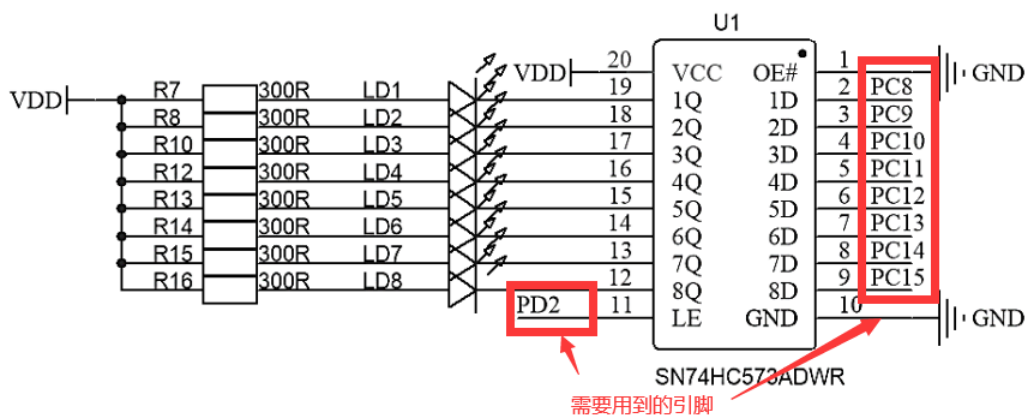 U1
VDD 20 VCC OE# 1 GND
VDD R7 300R LD1 19 1Q 1D 2 PC8
R8 300R LD2 18 2Q 2D 3 PC9
R10 300R LD3 17 3Q 3D 4 PC10
R12 300R LD4 16 4Q 4D 5 PC11
R13 300R LD5 15 5Q 5D 6 PC12
R14 300R LD6 14 6Q 6D 7 PC13
R15 300R LD7 13 7Q 7D 8 PC14
R16 300R LD8 12 8Q 8D 9 PC15
PD2 11 LE GND 10 GND
SN74HC573ADWR
需要用到的引脚